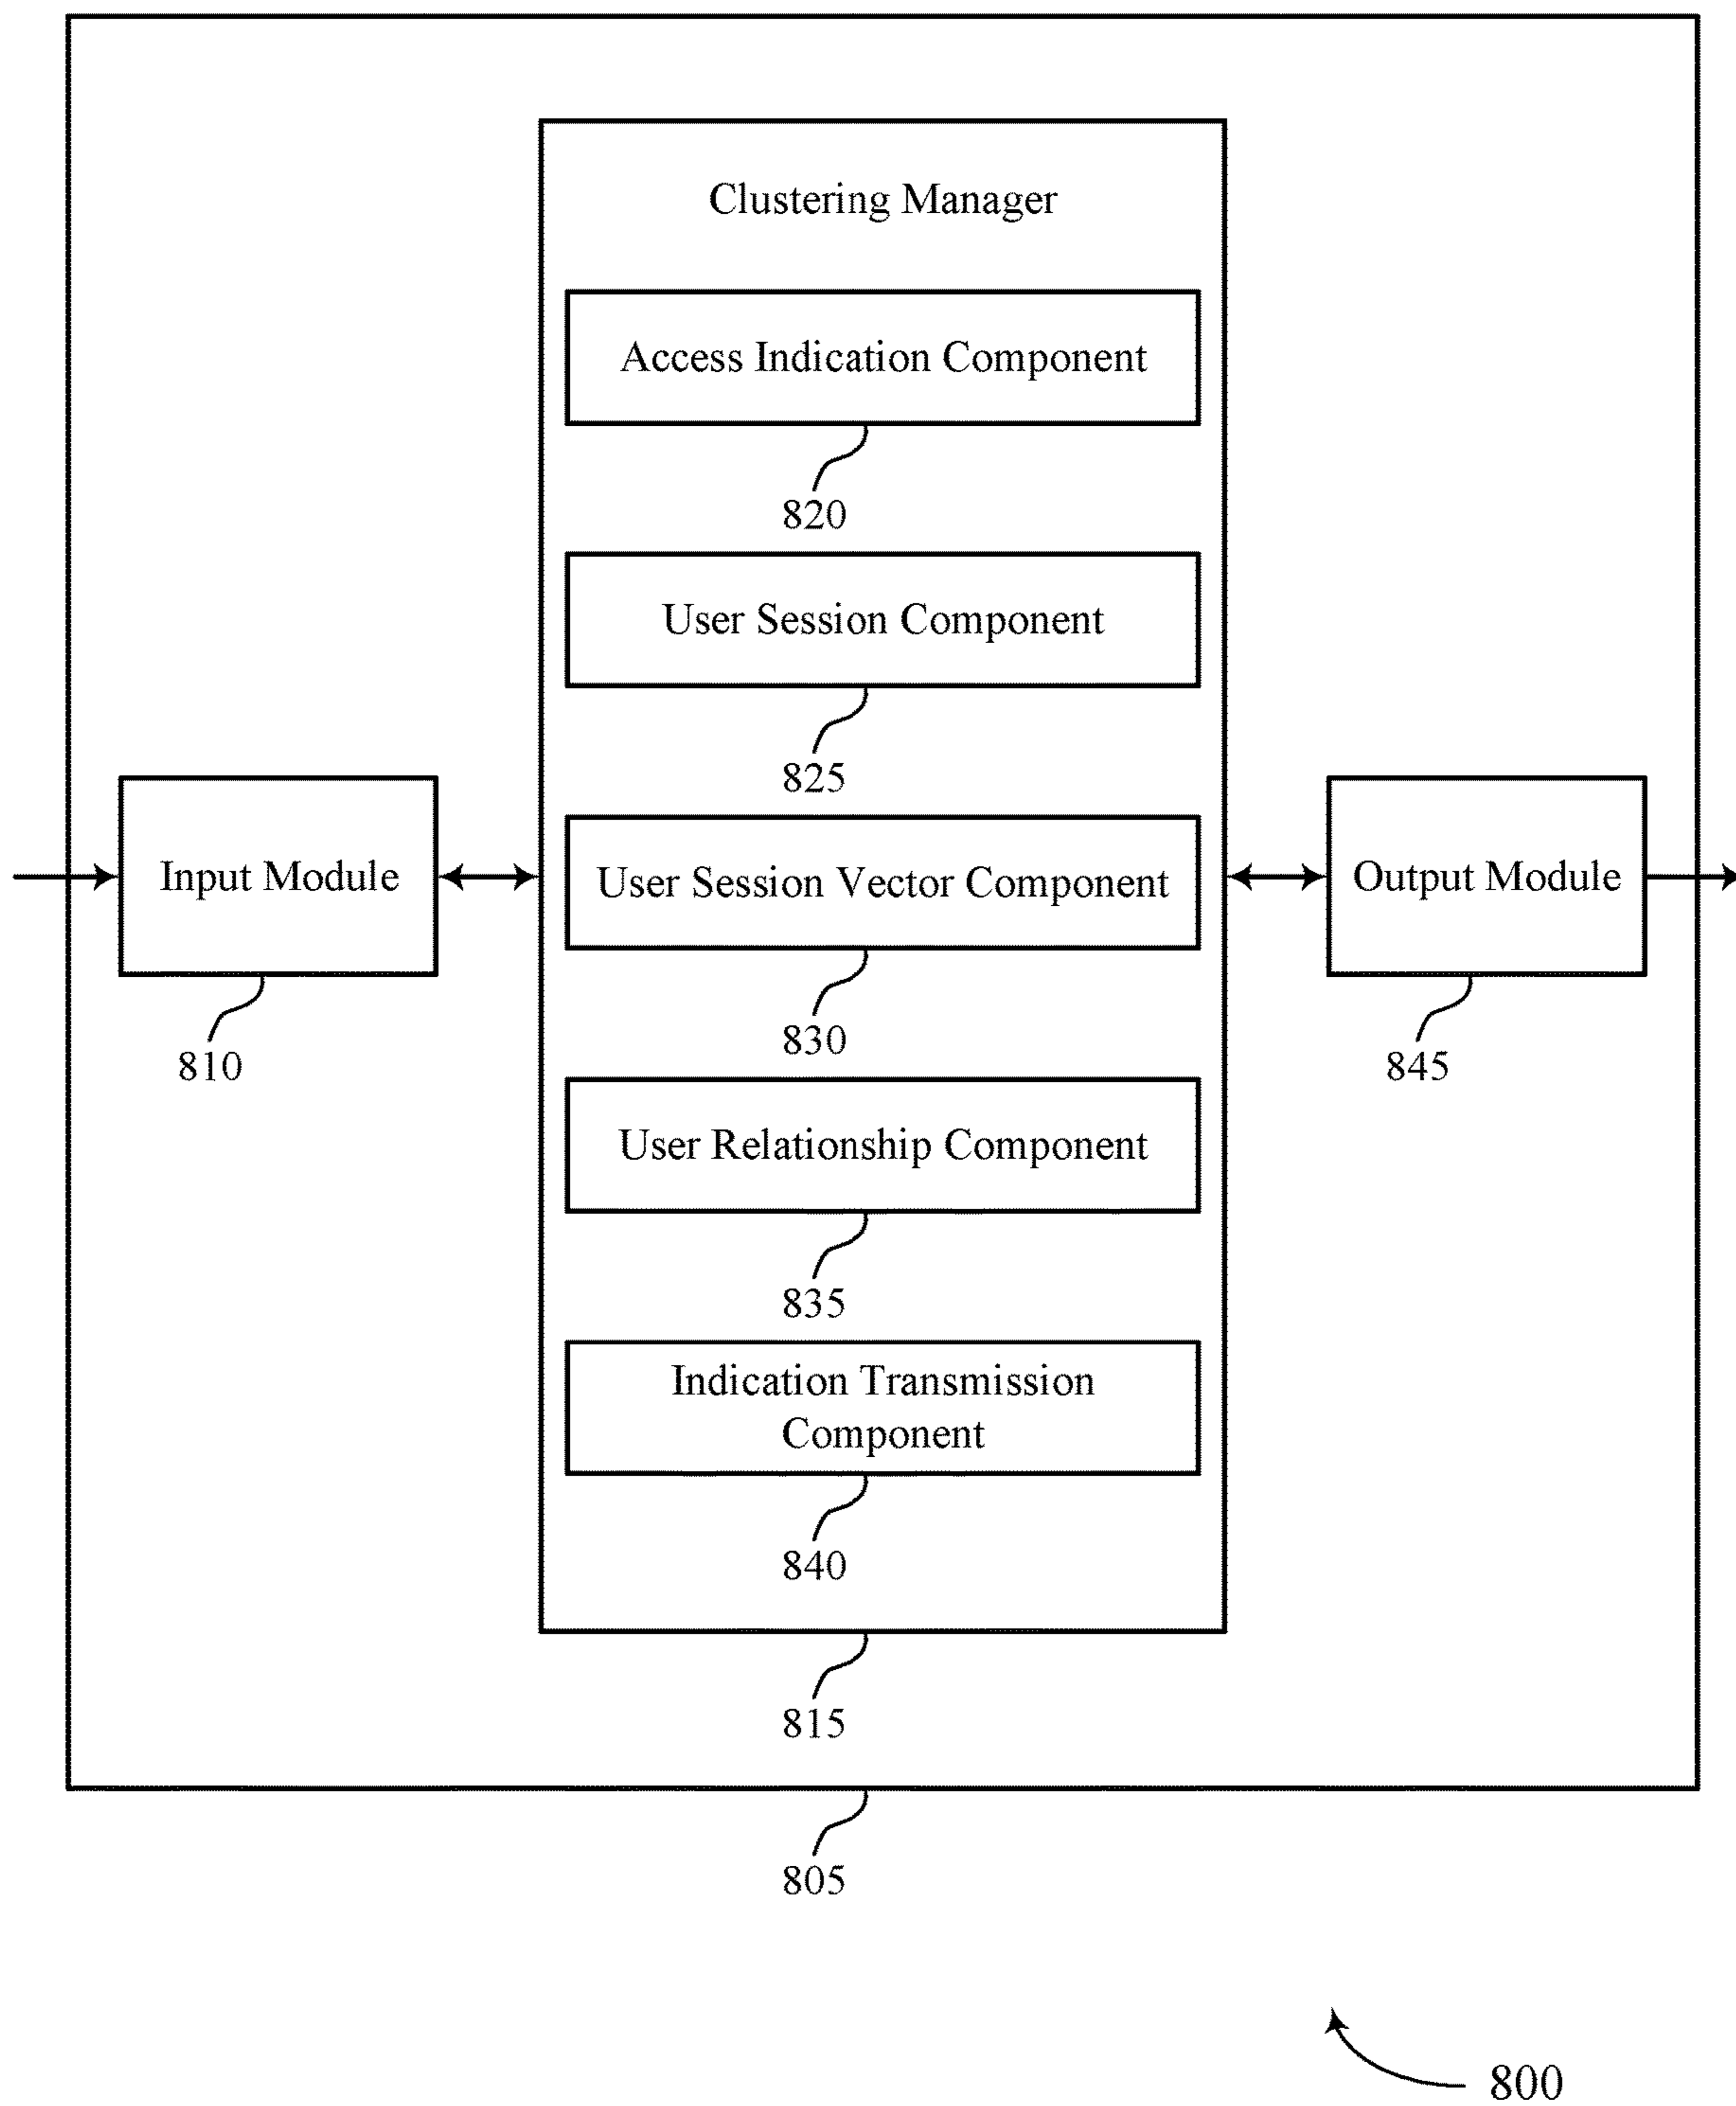 Clustering Manager
Access Indication Component
820
User Session Component
825
Input Module
810
User Session Vector Component
830
Output Module
845
User Relationship Component
835
Indication Transmission
Component
840
815
805
800